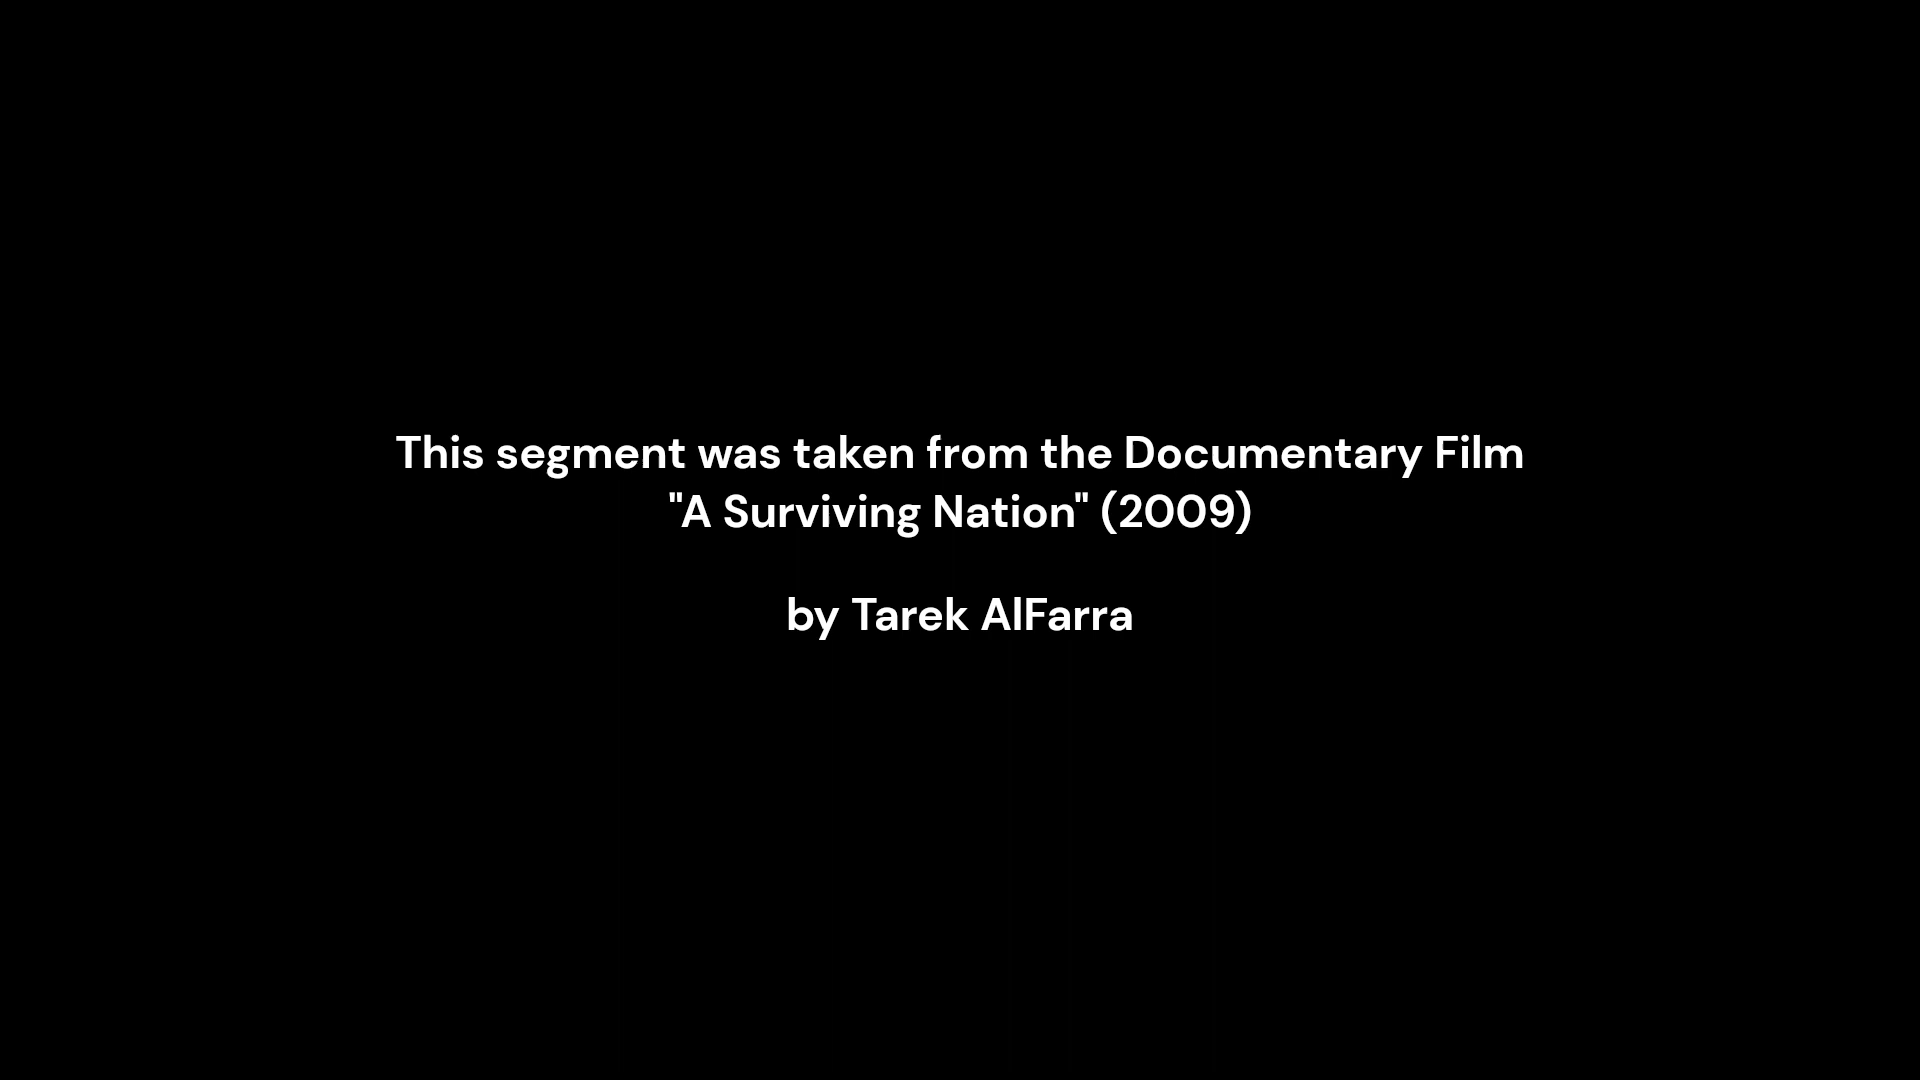 This segment was taken from the Documentary Film
"A Surviving Nation" (2009)
by Tarek AlFarra